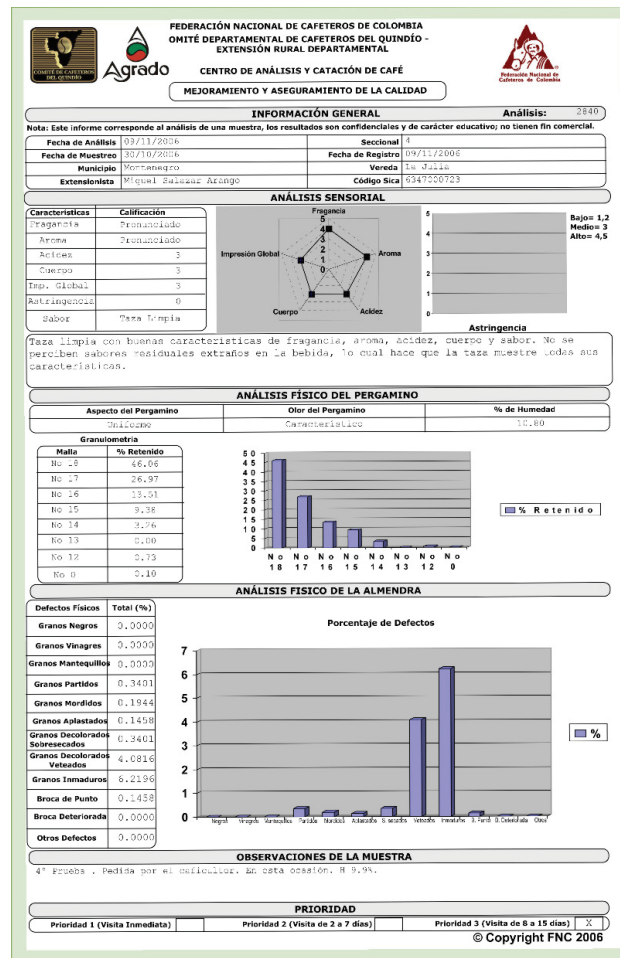 FEDERACIÓN NACIONAL DE CAFETEROS DE COLOMBIA
OMITÉ DEPARTAMENTAL DE CAFETEROS DEL QUINDÍO -
EXTENSIÓN RURAL DEPARTAMENTAL
COMITÉ DE CAFETEROS
DEL QUINDÍO
Agrado
CENTRO DE ANÁLISIS Y CATACIÓN DE CAFÉ
Federación Nacional de
Cafeteros de Colombia
MEJORAMIENTO Y ASEGURAMIENTO DE LA CALIDAD
INFORMACIÓN GENERAL Análisis: 2840
Nota: Este informe corresponde al análisis de una muestra, los resultados son confidenciales y de carácter educativo; no tienen fin comercial.
Fecha de Análisis 09/11/2006 Seccional 4
Fecha de Muestreo 30/10/2006 Fecha de Registro 09/11/2006
Municipio Montenegro Vereda La Julia
Extensionista Miguel Salazar Arango Código Sica 6347000723
ANÁLISIS SENSORIAL
Características Calificación
Fragancia Pronunciado
Aroma Pronunciado
Acidez 3
Cuerpo 3
Imp. Global 3
Astringencia 0
Sabor Taza Limpia
Fragancia
5
4
3
2
1
0
Impresión Global
Aroma
Cuerpo
Acidez
5
4
3
2
1
0
Bajo= 1,2
Medio= 3
Alto= 4,5
Astringencia
Taza limpia con buenas características de fragancia, aroma, acidez, cuerpo y sabor. No se
perciben sabores residuales extraños en la bebida, lo cual hace que la taza muestre todas sus
características.
ANÁLISIS FÍSICO DEL PERGAMINO
Aspecto del Pergamino Olor del Pergamino % de Humedad
Uniforme Característico 10.80
Granulometria
Malla % Retenido
No 18 46.06
No 17 26.97
No 16 13.51
No 15 9.38
No 14 3.26
No 13 0.00
No 12 0.73
No 0 0.10
50
45
40
35
30
25
20
15
10
5
0
No No No No No No No No
18 17 16 15 14 13 12 0
% Retenido
ANÁLISIS FISICO DE LA ALMENDRA
Defectos Físicos Total (%)
Granos Negros 0.0000
Granos Vinagres 0.0000
Granos Mantequillos 0.0000
Granos Partidos 0.3401
Granos Mordidos 0.1944
Granos Aplastados 0.1458
Granos Decolorados
Sobresecados 0.3401
Granos Decolorados
Veteados 4.0816
Granos Inmaduros 6.2196
Broca de Punto 0.1458
Broca Deteriorada 0.0000
Otros Defectos 0.0000
Porcentaje de Defectos
7
6
5
4
3
2
1
0
Negros Vinagres Mantequillos Partidos Mordidos Aplastados S.secados Veteados Inmaduros B. Punto B. Deteriorada Otros
%
OBSERVACIONES DE LA MUESTRA
4° Prueba . Pedida por el caficultor. En esta ocasión. H 9.9%.
PRIORIDAD
Prioridad 1 (Visita Inmediata) Prioridad 2 (Visita de 2 a 7 días) Prioridad 3 (Visita de 8 a 15 días) X
© Copyright FNC 2006